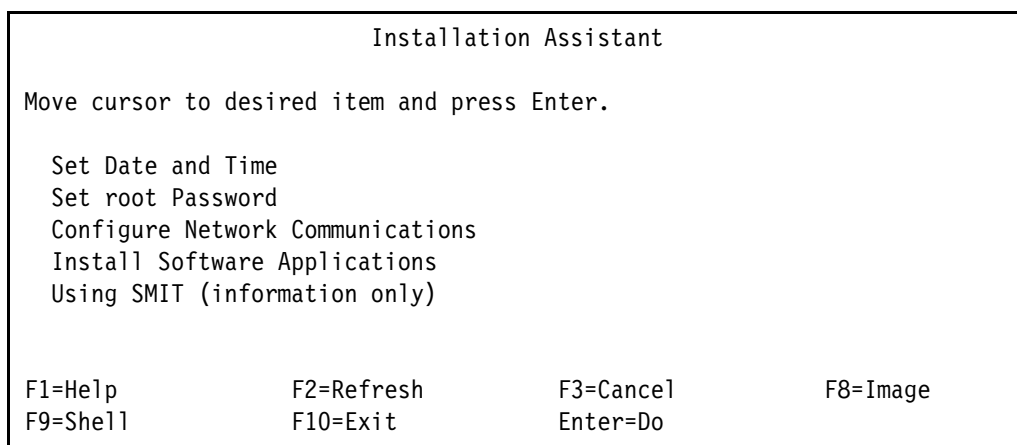 Installation Assistant
Move cursor to desired item and press Enter.
Set Date and Time
Set root Password
Configure Network Communications
Install Software Applications
Using SMIT (information only)
F1=Help F2=Refresh F3=Cancel F8=Image
F9=Shell F10=Exit Enter=Do